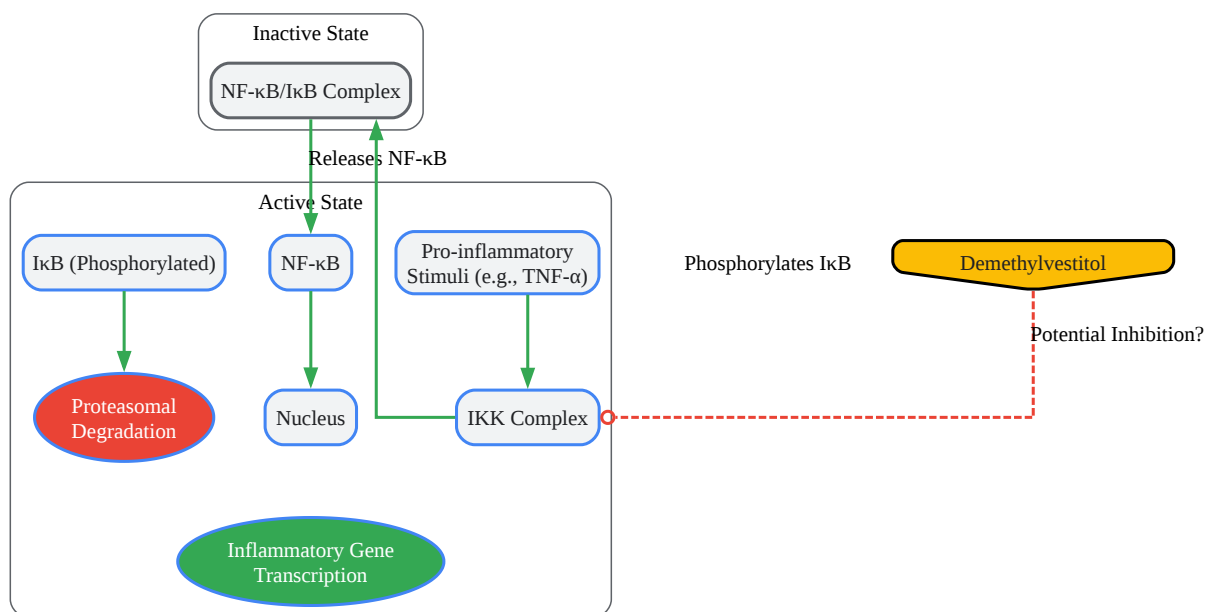 Inactive State
NF-κB/IκB Complex
Releases NF-κB
Active State
IκB (Phosphorylated)
NF-κB
Pro-inflammatory
Stimuli (e.g., TNF-α)
Phosphorylates IκB
Demethylvestitol
Potential Inhibition?
Proteasomal
Degradation
Nucleus
IKK Complex
Inflammatory Gene
Transcription